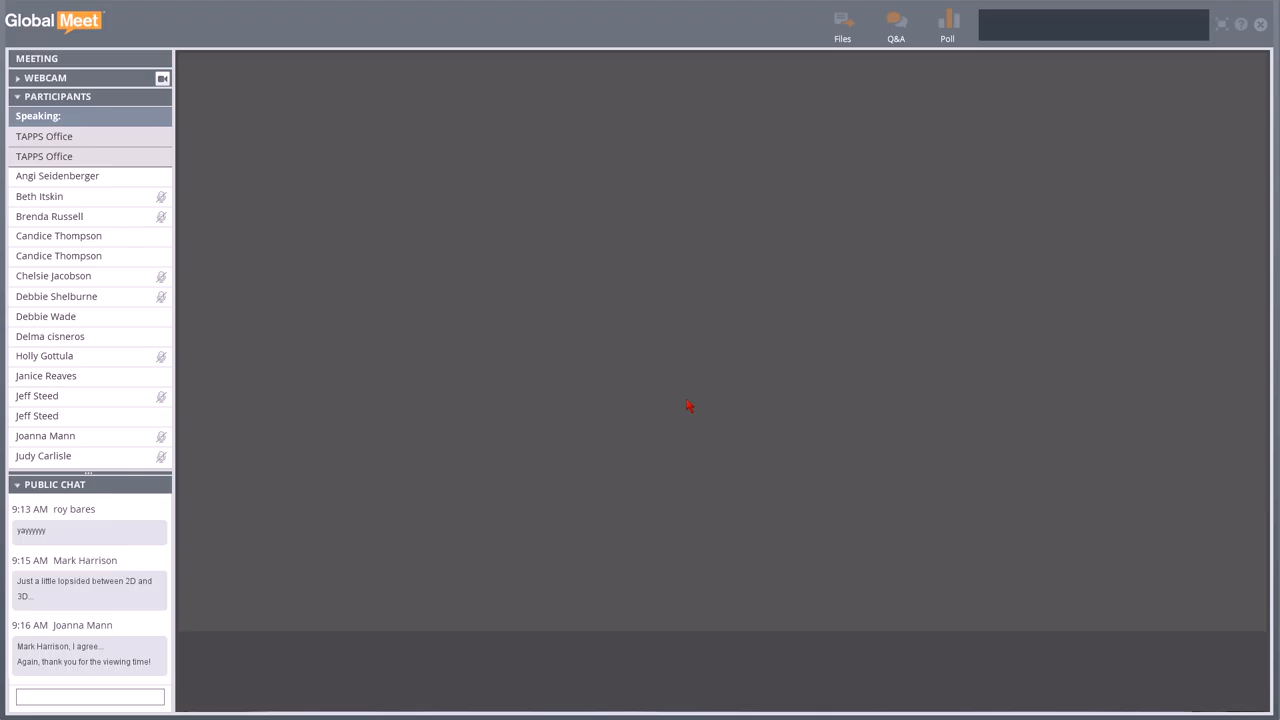 Global Meet
Files
Q&A
Poll
MEETING
WEBCAM
PARTICIPANTS
Speaking:
TAPPS Office
TAPPS Office
Angi Seidenberger
Beth Itskin
Brenda Russell
Candice Thompson
Candice Thompson
Chelsie Jacobson
Debbie Shelburne
Debbie Wade
Delma cisneros
Holly Gottula
Janice Reaves
Jeff Steed
Jeff Steed
Joanna Mann
Judy Carlisle
PUBLIC CHAT
9:13 AM roy bares
yayyyyyy
9:15 AM Mark Harrison
Just a little lopsided between 2D and
3D...
9:16 AM Joanna Mann
Mark Harrison, I agree...
Again, thank you for the viewing time!